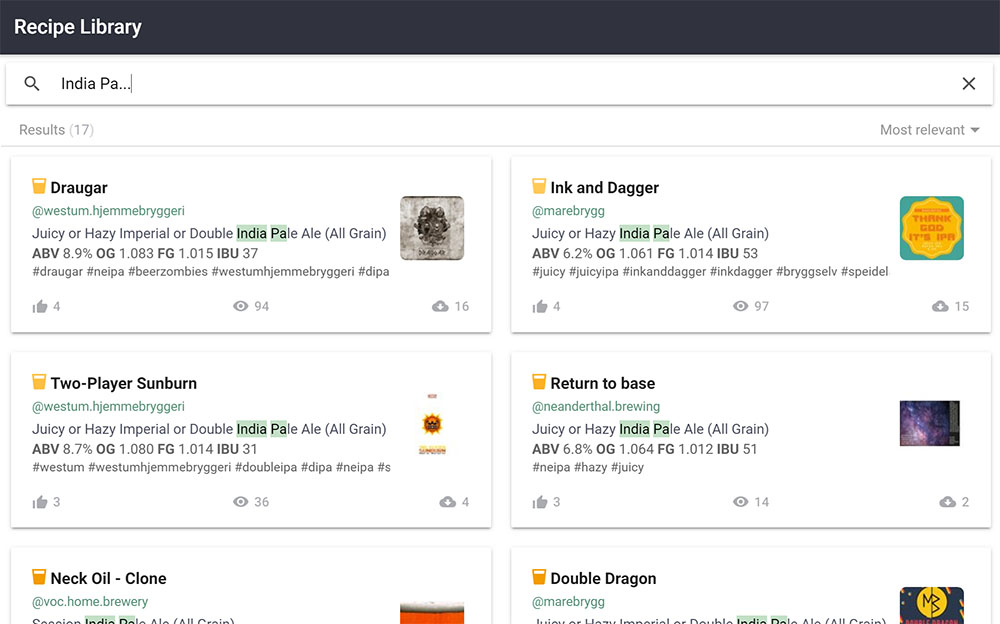 Recipe Library
India Pa...
Results (17)
Most relevant
Draugar
@westum.hjemmebryggeri
Juicy or Hazy Imperial or Double India Pale Ale (All Grain)
ABV 8.9% OG 1.083 FG 1.015 IBU 37
#draugar #neipa #beerzombies #westumhjemmebryggeri #dipa
4
94
16
Ink and Dagger
@marebrygg
Juicy or Hazy India Pale Ale (All Grain)
ABV 6.2% OG 1.061 FG 1.014 IBU 53
#juicy #juicyipa #inkanddagger #inkdagger #bryggselv #speidel
THANK
GOD
IT'S IPA
4
97
15
Two-Player Sunburn
@westum.hjemmebryggeri
Juicy or Hazy Imperial or Double India Pale Ale (All Grain)
ABV 8.7% OG 1.080 FG 1.014 IBU 31
#westum #westumhjemmebryggeri #doubleipa #dipa #neipa #s
3
36
4
Return to base
@neanderthal.brewing
Juicy or Hazy India Pale Ale (All Grain)
ABV 6.8% OG 1.064 FG 1.012 IBU 51
#neipa #hazy #juicy
3
14
2
Neck Oil - Clone
@voc.home.brewery
Session India Pale Ale (All Grain)
Double Dragon
@marebrygg
Juicy or Hazy Imperial or Double India Pale Ale (All Grain)
MB
DOUBLE DRAGON